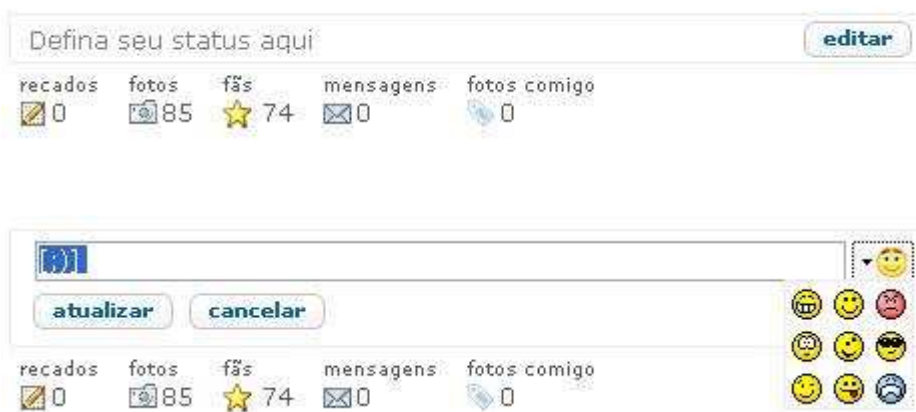 Defina seu status aqui editar
recados fotos fãs mensagens fotos comigo
0 85 74 0 0
atualizar cancelar
recados fotos fãs mensagens fotos comigo
0 85 74 0 0